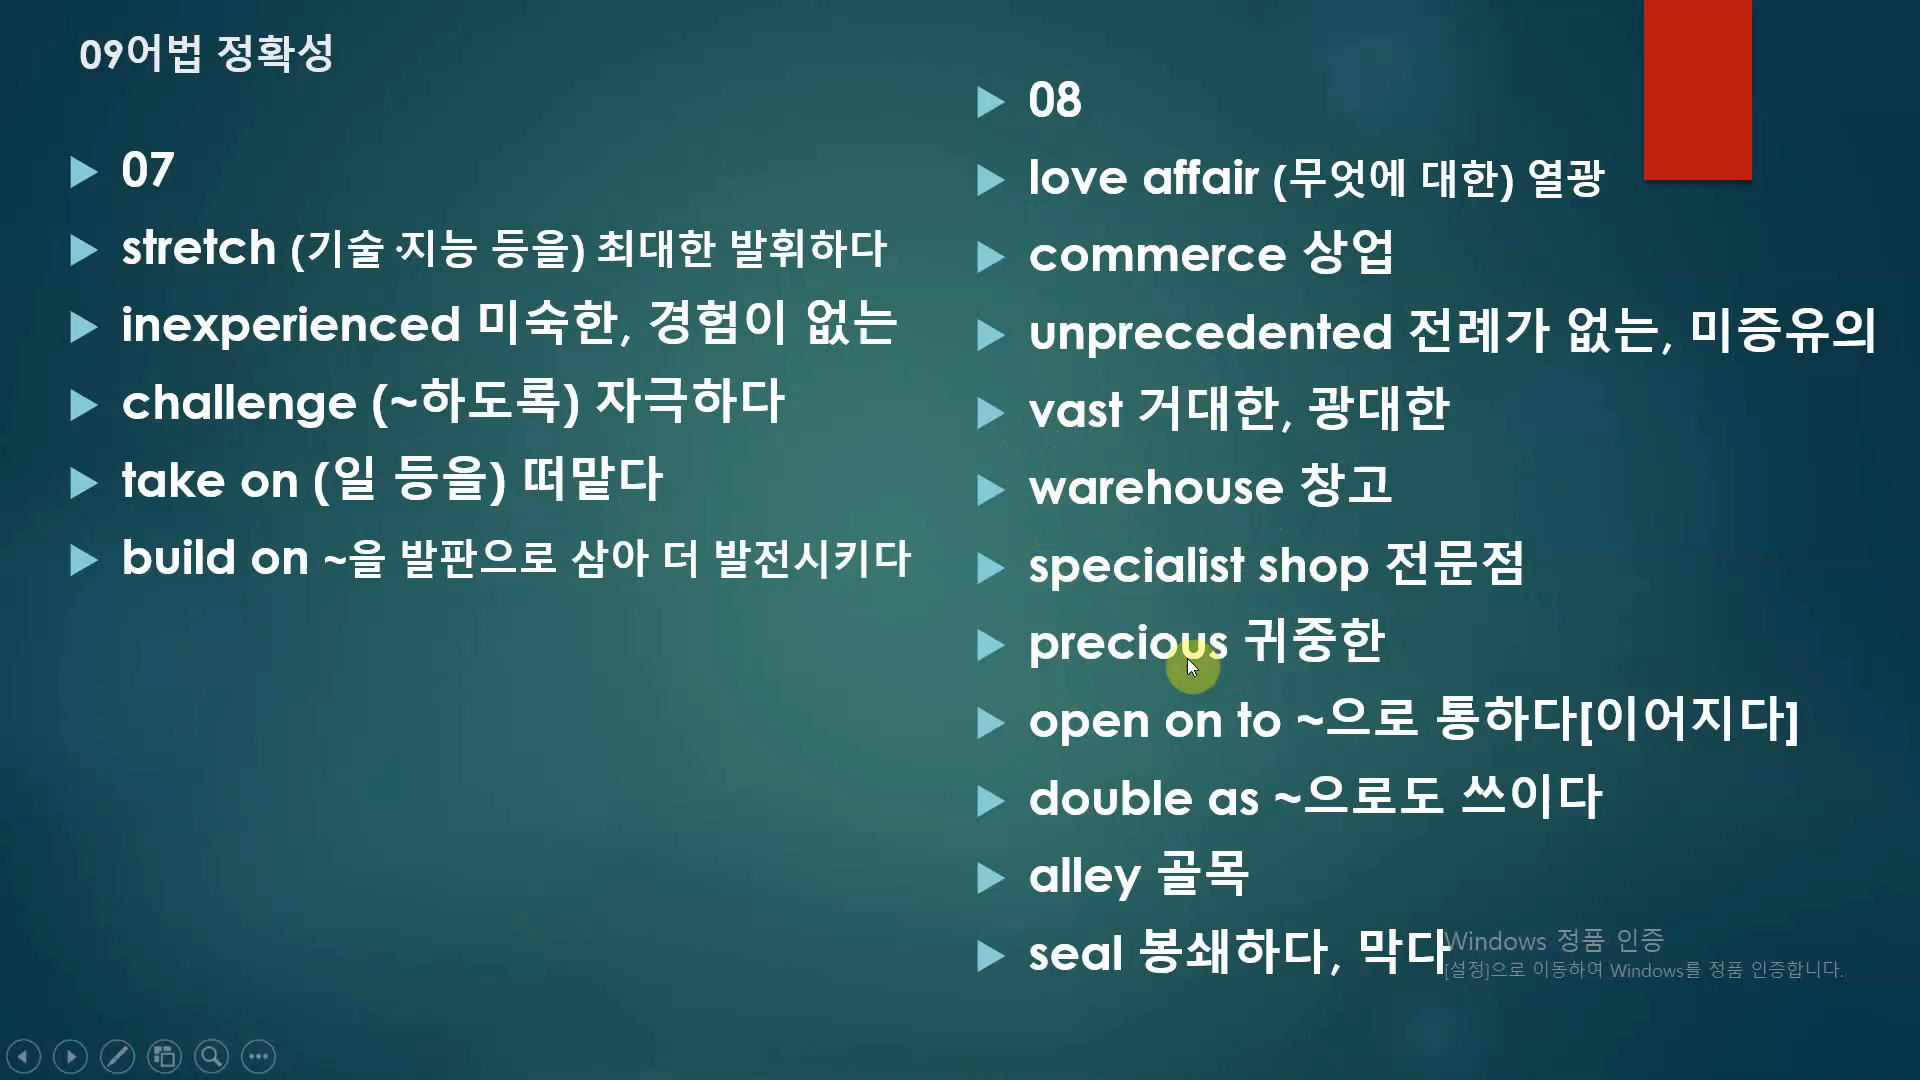 09어법 정확성
07
stretch (기술·지능 등을) 최대한 발휘하다
inexperienced 미숙한, 경험이 없는
challenge (~하도록) 자극하다
take on (일 등을) 떠맡다
build on ~을 발판으로 삼아 더 발전시키다
08
love affair (무엇에 대한) 열광
commerce 상업
unprecedented 전례가 없는, 미증유의
vast 거대한, 광대한
warehouse 창고
specialist shop 전문점
precious 귀중한
open on to ~으로 통하다[이어지다]
double as ~으로도 쓰이다
alley 골목
seal 봉쇄하다, 막다
Windows 정품 인증
[설정]으로 이동하여 Windows를 정품 인증합니다.